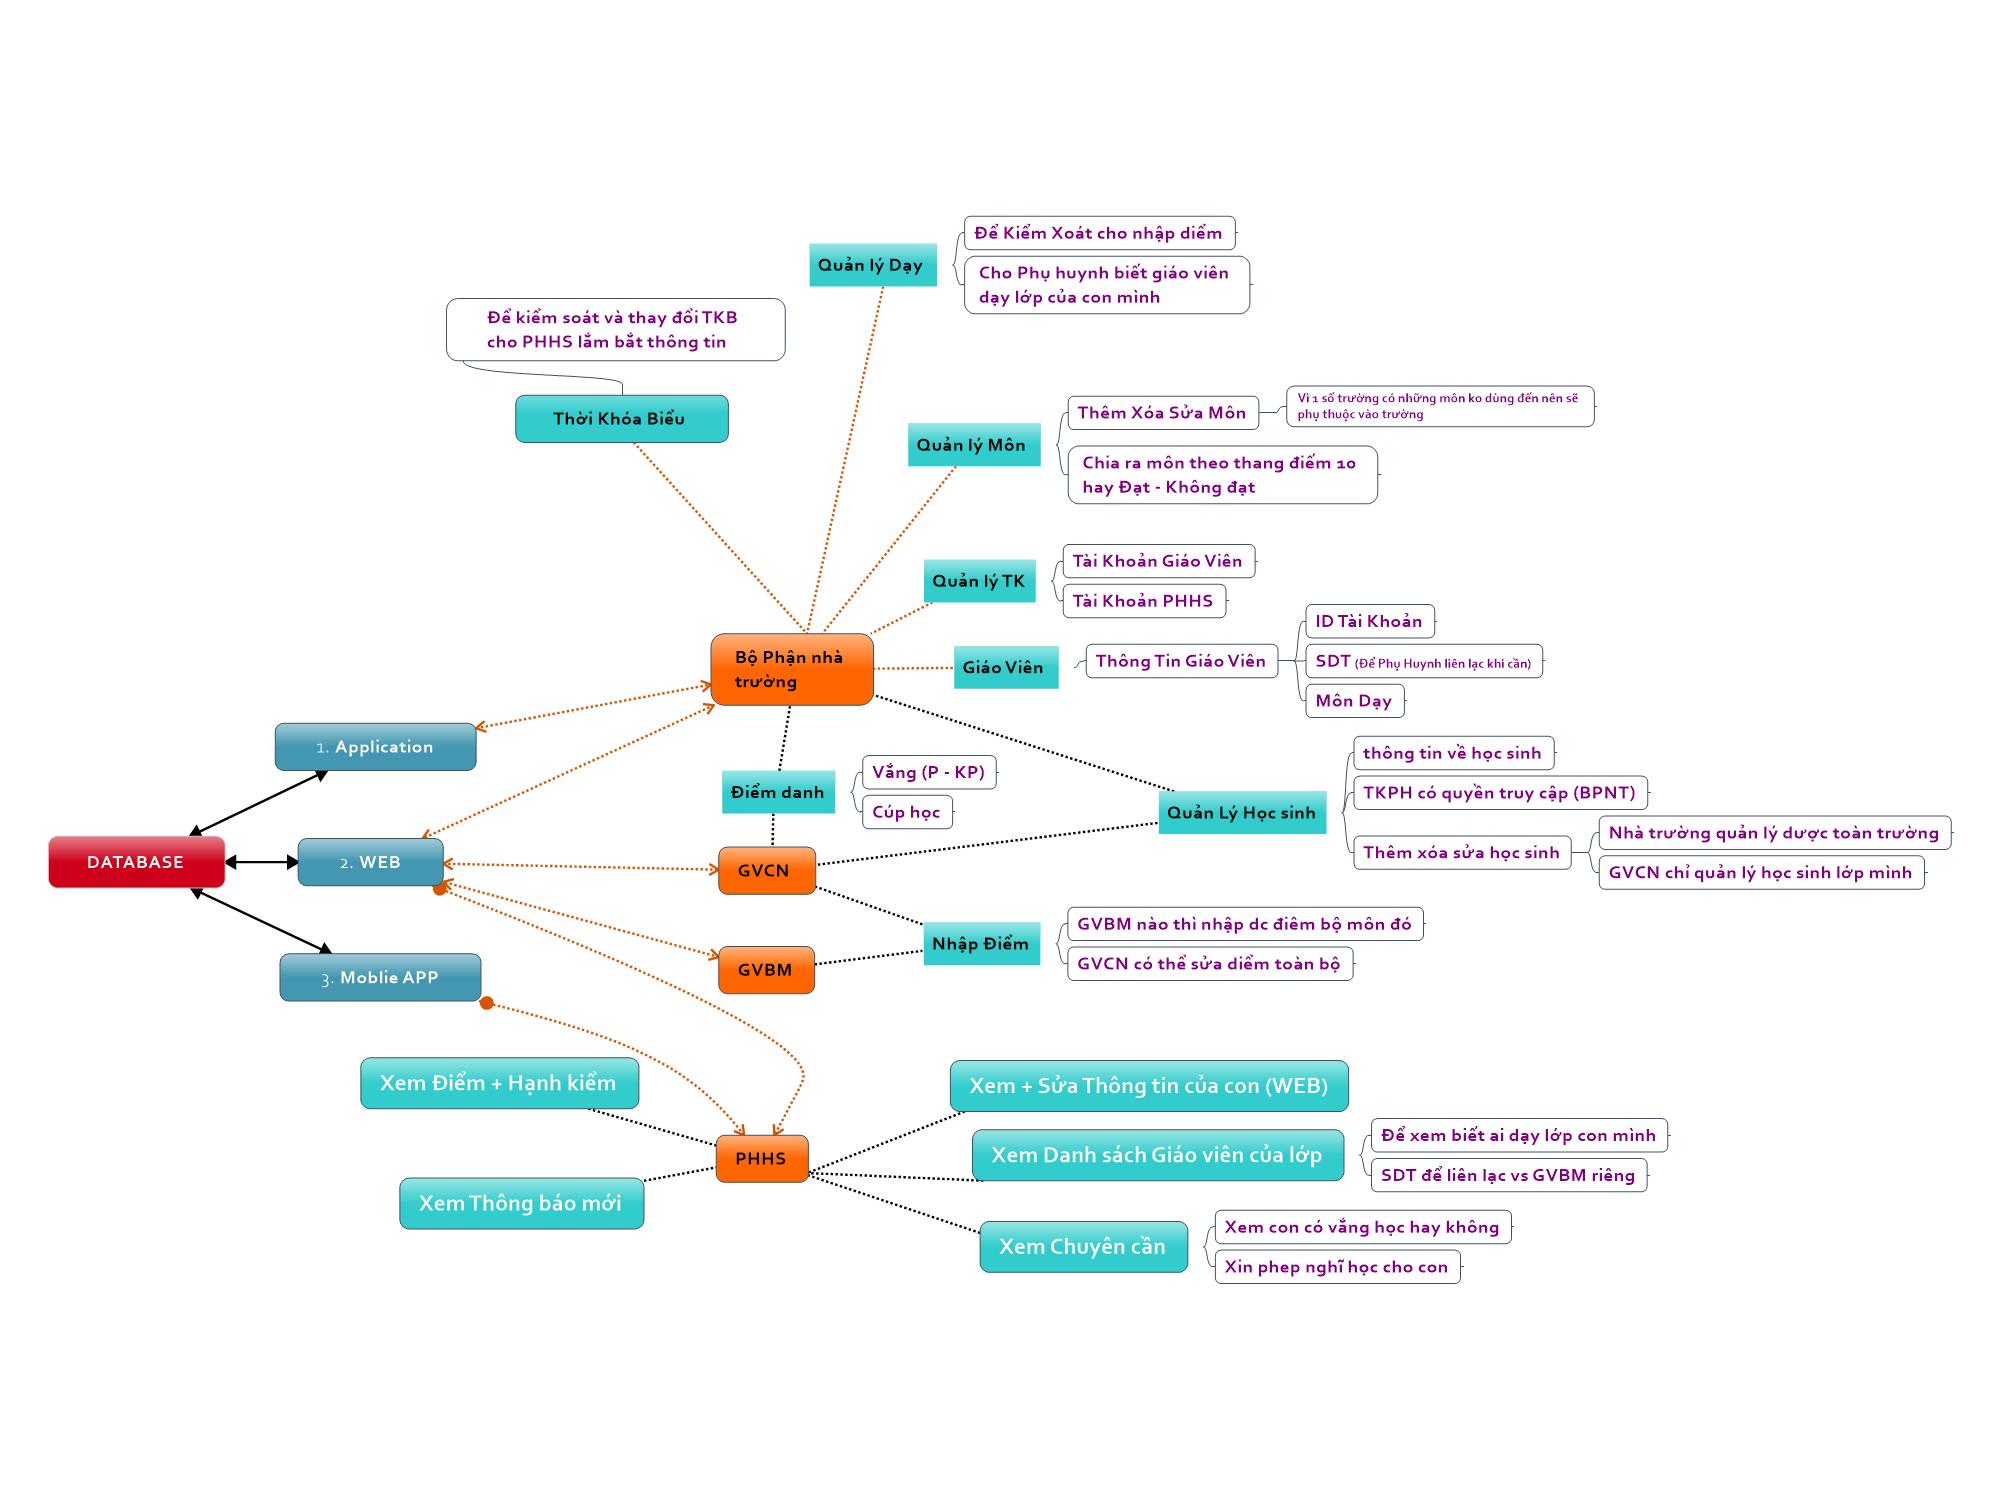 Để Kiểm Xoát cho nhập diểm
Quản lý Dạy
Cho Phụ huynh biết giáo viên
dạy lớp của con mình
Để kiểm soát và thay đổi TKB
cho PHHS lắm bắt thông tin
Thời Khóa Biểu
Quản lý Môn
Thêm Xóa Sửa Môn
Vì 1 số trường có những môn ko dùng đến nên sẽ
phụ thuộc vào trường
Chia ra môn theo thang điếm 10
hay Đạt - Không đạt
Quản lý TK
Tài Khoản Giáo Viên
Tài Khoản PHHS
Bộ Phận nhà
trường
Giáo Viên
Thông Tin Giáo Viên
ID Tài Khoản
SDT (Để Phụ Huynh liên lạc khi cần)
Môn Dạy
1. Application
Điểm danh
Vắng (P - KP)
Cúp học
Quản Lý Học sinh
thông tin về học sinh
TKPH có quyền truy cập (BPNT)
Thêm xóa sửa học sinh
Nhà trường quản lý dược toàn trường
GVCN chỉ quản lý học sinh lớp mình
DATABASE
2. WEB
GVCN
Nhập Điểm
GVBM nào thì nhập dc điêm bộ môn đó
GVCN có thể sửa diểm toàn bộ
GVBM
3. Moblie APP
Xem Điểm + Hạnh kiểm
Xem + Sửa Thông tin của con (WEB)
PHHS
Xem Danh sách Giáo viên của lớp
Để xem biết ai dạy lớp con mình
SDT để liên lạc vs GVBM riêng
Xem Thông báo mới
Xem Chuyên cần
Xem con có vắng học hay không
Xin phep nghĩ học cho con